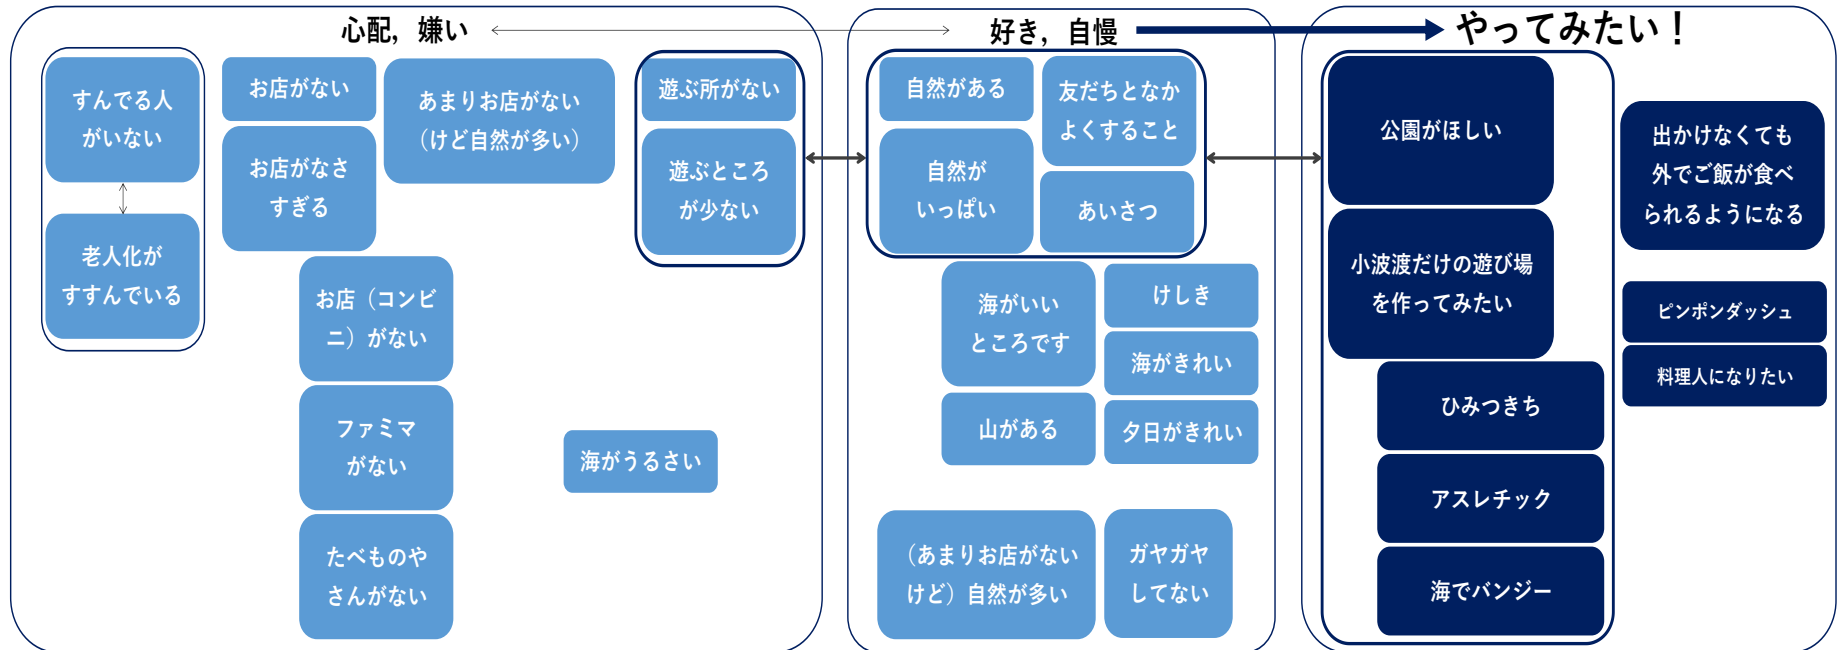 心配，嫌い
すんでる人
がいない
老人化が
すすんでいる
お店がない
お店がなさ
すぎる
あまりお店がない
（けど自然が多い）
お店（コンビ
ニ）がない
ファミマ
がない
たべものや
さんがない
海がうるさい
遊ぶ所がない
遊ぶところ
が少ない
好き，自慢
自然がある
自然が
いっぱい
友だちとなか
よくすること
あいさつ
海がいい
ところです
山がある
けしき
海がきれい
夕日がきれい
（あまりお店がない
けど）自然が多い
ガヤガヤ
してない
やってみたい！
公園がほしい
小波渡だけの遊び場
を作ってみたい
ひみつきち
アスレチック
海でバンジー
出かけなくても
外でご飯が食べ
られるようになる
ピンポンダッシュ
料理人になりたい